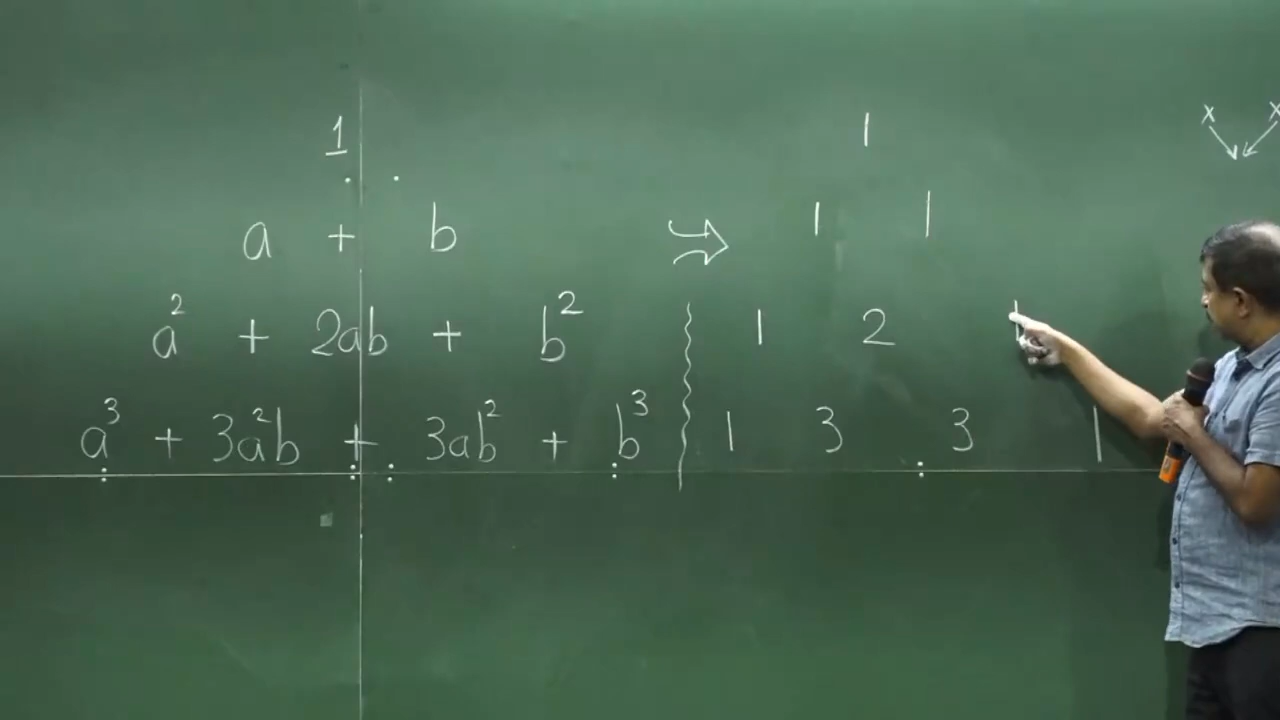 1 1
a + b ⇒ 1 1
a² + 2ab + b² 1 2 1
a³ + 3a²b + 3ab² + b³ 1 3 3 1
x x